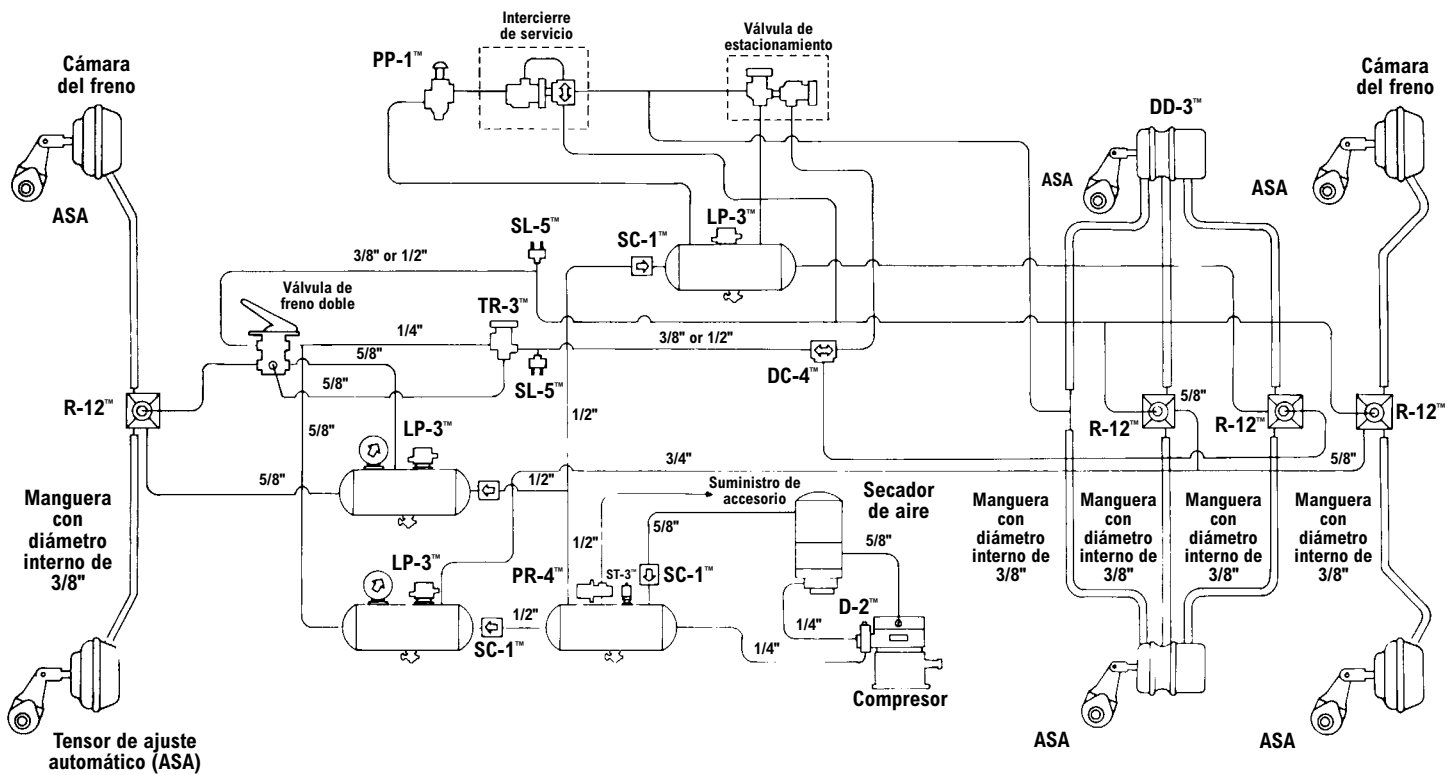 Intercierre
de servicio
Válvula de
estacionamiento
PP-1™
Cámara
del freno
Cámara
del freno
DD-3™
ASA
ASA
ASA
SL-5™
LP-3™
SC-1™
3/8" or 1/2"
Válvula de
freno doble
TR-3™
1/4"
3/8" or 1/2"
5/8"
5/8"
SL-5™
DC-4™
R-12™
5/8"
R-12™
R-12™
R-12™
1/2"
5/8"
LP-3™
3/4"
5/8"
5/8"
1/2"
Suministro de
accesorio
Secador
de aire
Manguera
con
diámetro
interno de
3/8"
Manguera
con
diámetro
interno de
3/8"
Manguera
con
diámetro
interno de
3/8"
Manguera
con
diámetro
interno de
3/8"
Manguera
con
diámetro
interno de
3/8"
5/8"
5/8"
1/2"
LP-3™
PR-4™
ST-3™
SC-1™
D-2™
1/2"
SC-1™
1/4"
1/4"
Compresor
ASA
ASA
Tensor de ajuste
automático (ASA)